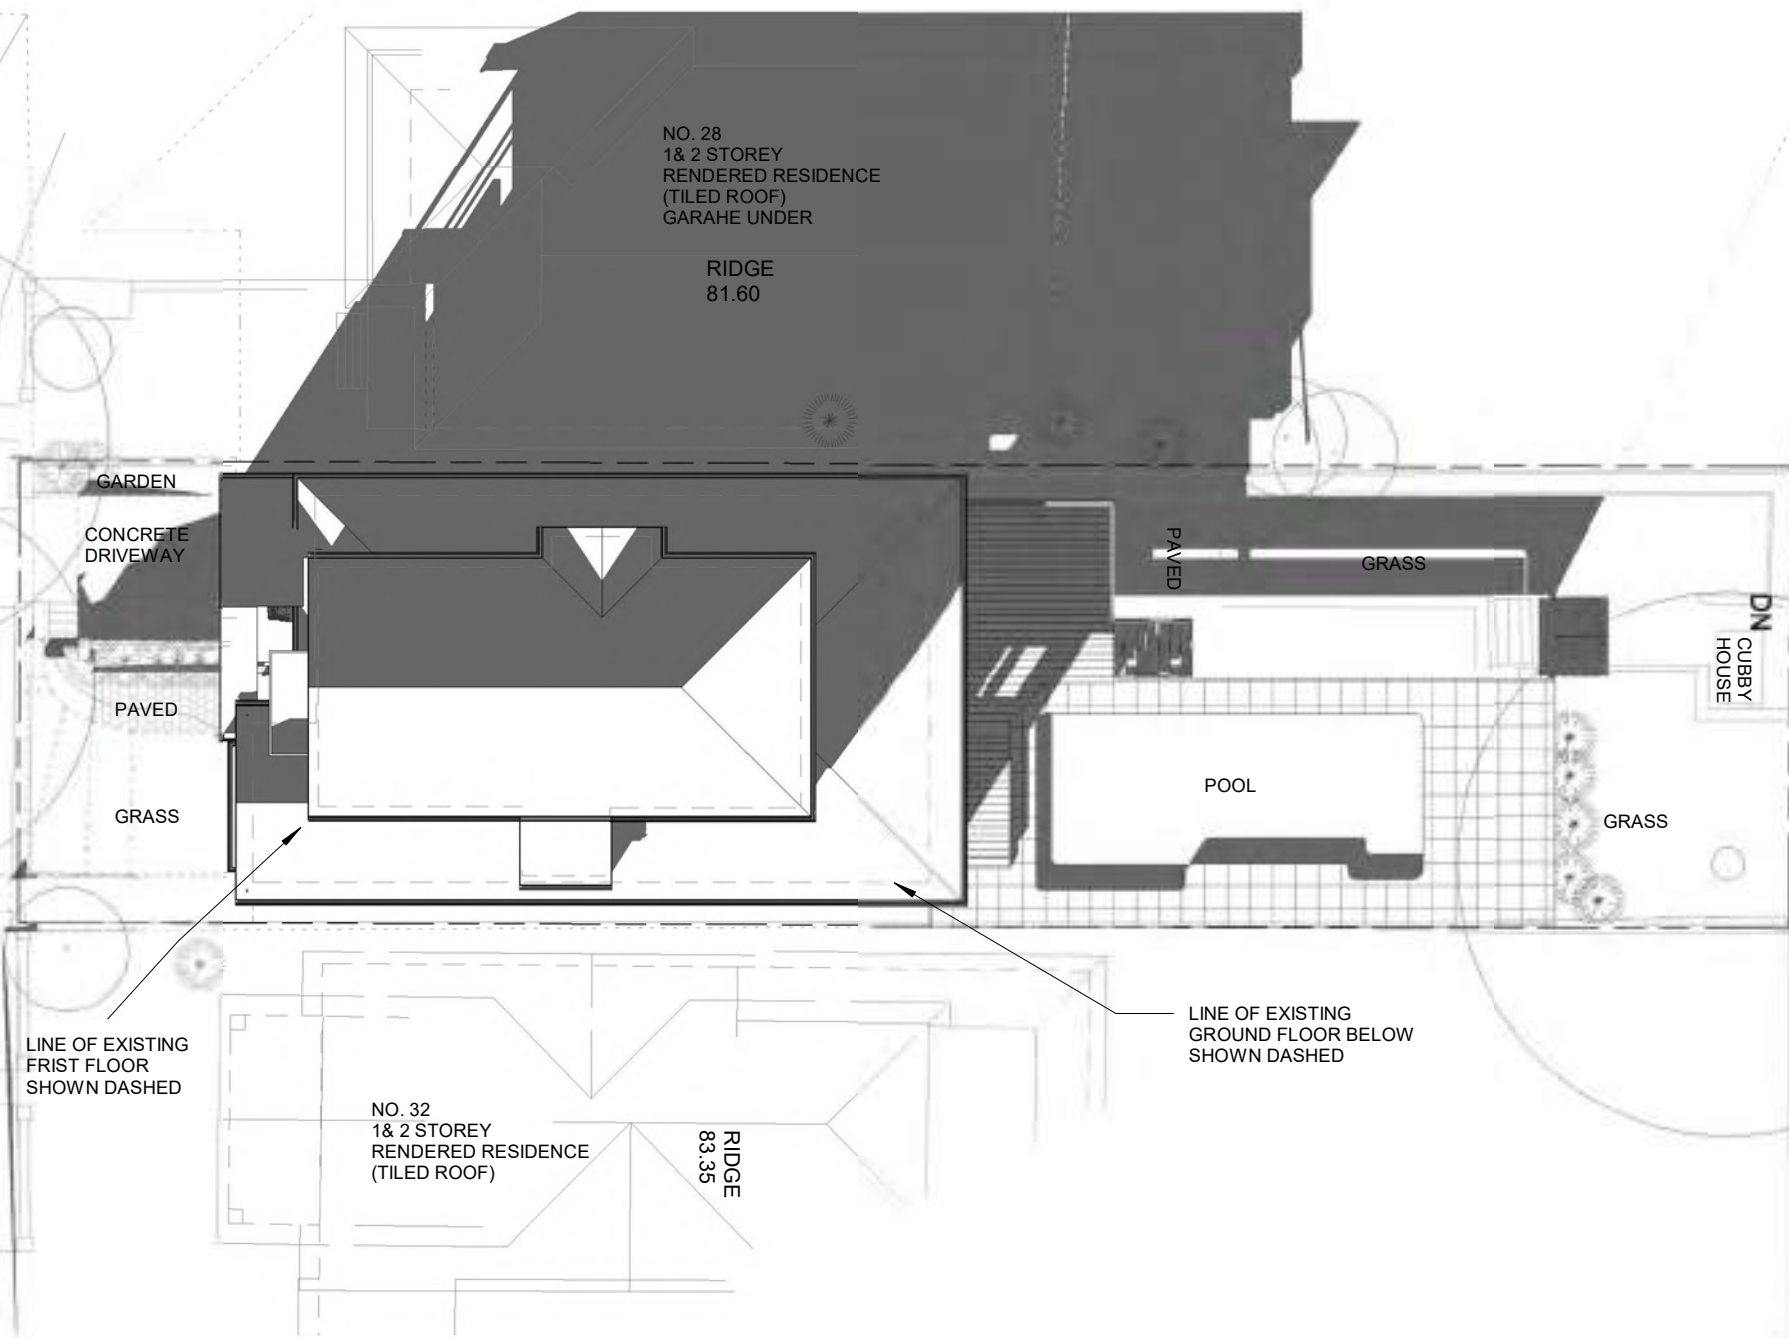 NO. 28
1& 2 STOREY
RENDERED RESIDENCE
(TILED ROOF)
GARAHE UNDER
RIDGE
81.60
GARDEN
CONCRETE
DRIVEWAY
PAVED
GRASS
PAVED
GRASS
DN
CUBBY
HOUSE
POOL
GRASS
LINE OF EXISTING
FRIST FLOOR
SHOWN DASHED
LINE OF EXISTING
GROUND FLOOR BELOW
SHOWN DASHED
NO. 32
1& 2 STOREY
RENDERED RESIDENCE
(TILED ROOF)
RIDGE
83.35